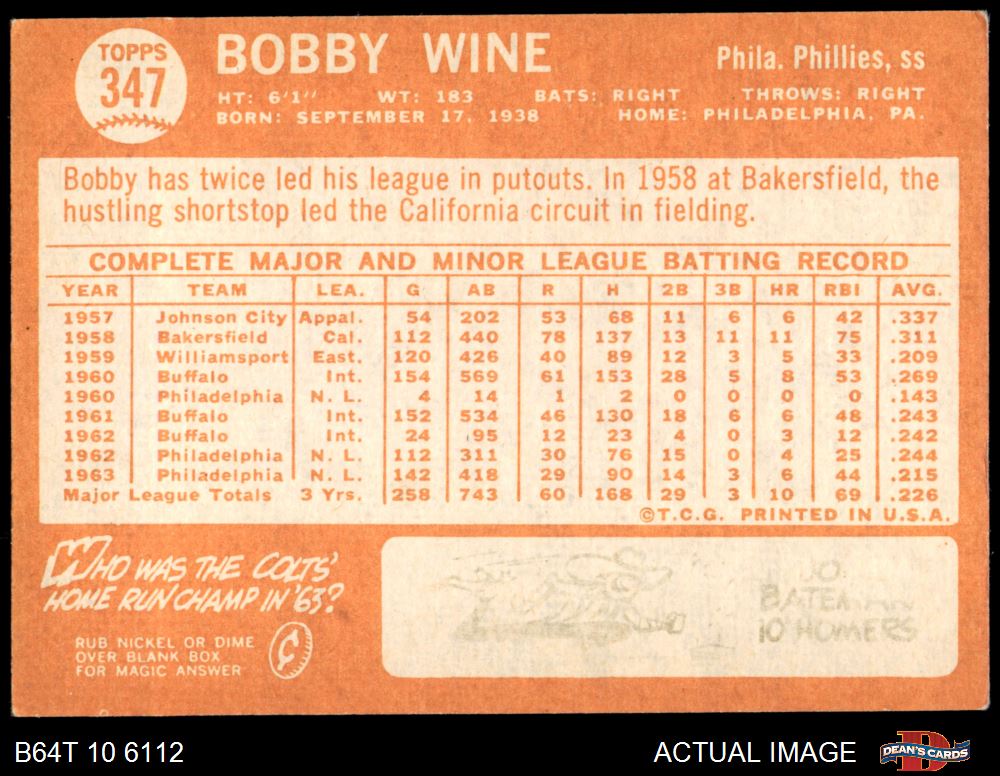 TOPPS
347
BOBBY WINE
Phila. Phillies, ss
HT: 6'1" WT: 183 BATS: RIGHT THROWS: RIGHT
BORN: SEPTEMBER 17, 1938 HOME: PHILADELPHIA, PA.
Bobby has twice led his league in putouts. In 1958 at Bakersfield, the
hustling shortstop led the California circuit in fielding.
COMPLETE MAJOR AND MINOR LEAGUE BATTING RECORD
YEAR TEAM LEA. G AB R H 2B 3B HR RBI AVG.
1957 Johnson City Appal. 54 202 53 68 11 6 6 42 .337
1958 Bakersfield Cal. 112 440 78 137 13 11 11 75 .311
1959 Williamsport East. 120 426 40 89 12 3 5 33 .209
1960 Buffalo Int. 154 569 61 153 28 5 8 53 .269
1960 Philadelphia N. L. 4 14 1 2 0 0 0 0 .143
1961 Buffalo Int. 152 534 46 130 18 6 6 48 .243
1962 Buffalo Int. 24 95 12 23 4 0 3 12 .242
1962 Philadelphia N. L. 112 311 30 76 15 0 4 25 .244
1963 Philadelphia N. L. 142 418 29 90 14 3 6 44 .215
Major League Totals 3 Yrs. 258 743 60 168 29 3 10 69 .226
©T.C.G. PRINTED IN U.S.A.
WHO WAS THE COLTS'
HOME RUN CHAMP IN '63?
RUB NICKEL OR DIME
OVER BLANK BOX
FOR MAGIC ANSWER
JO.
BATEMAN
10 HOMERS
B64T 10 6112
ACTUAL IMAGE
DEAN'S CARDS